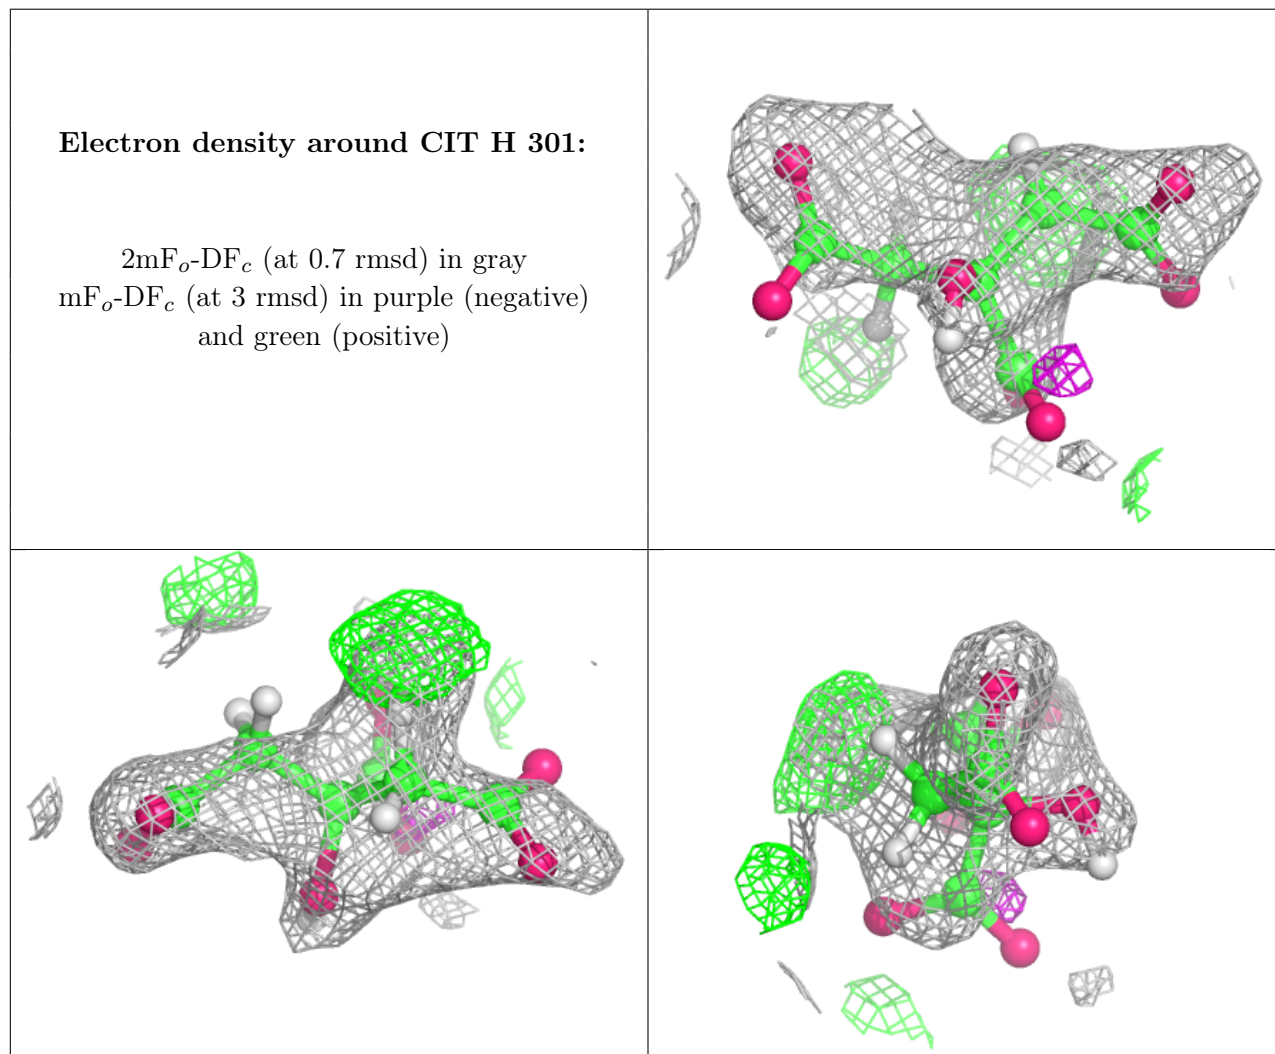 Electron density around CIT H 301:
2mFo-DFc (at 0.7 rmsd) in gray
mFo-DFc (at 3 rmsd) in purple (negative)
and green (positive)